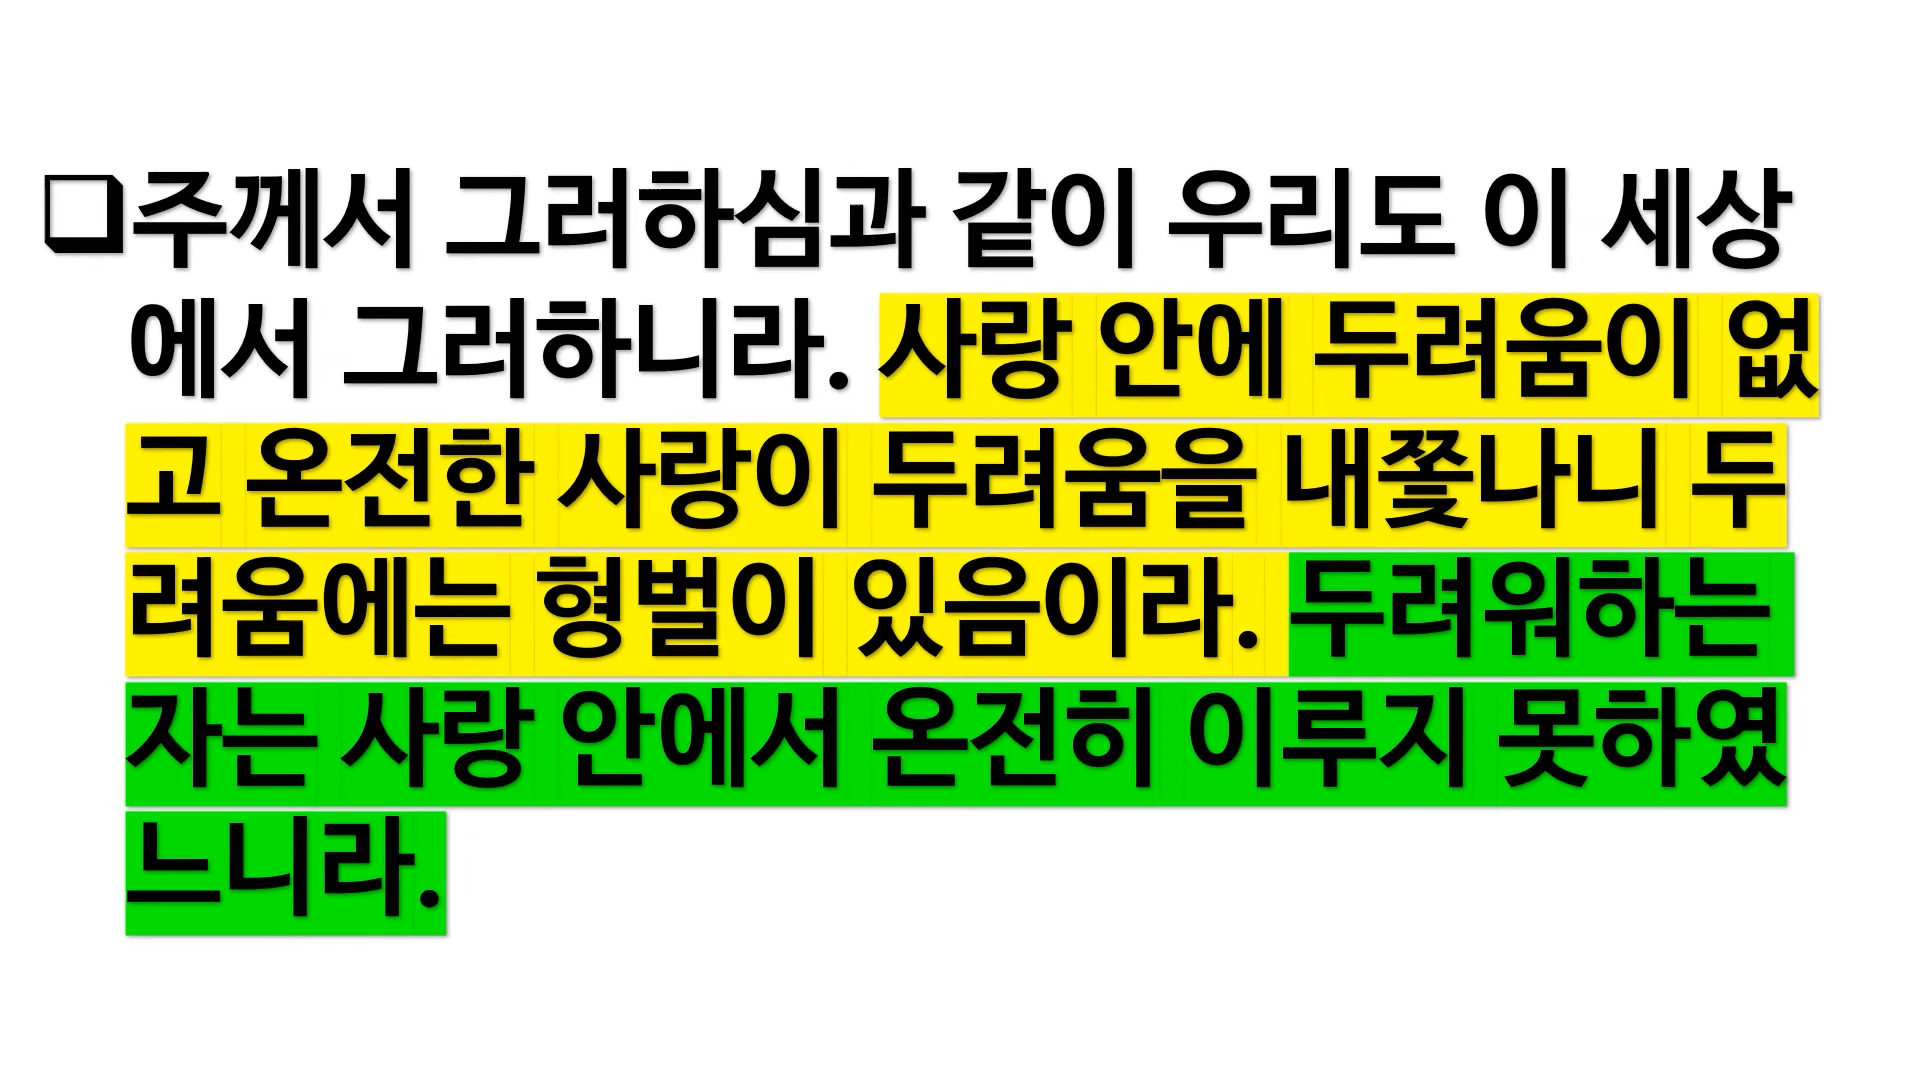 ❑주께서 그러하심과 같이 우리도 이 세상
에서 그러하니라. 사랑 안에 두려움이 없
고 온전한 사랑이 두려움을 내쫓나니 두
려움에는 형벌이 있음이라. 두려워하는
자는 사랑 안에서 온전히 이루지 못하였
느니라.